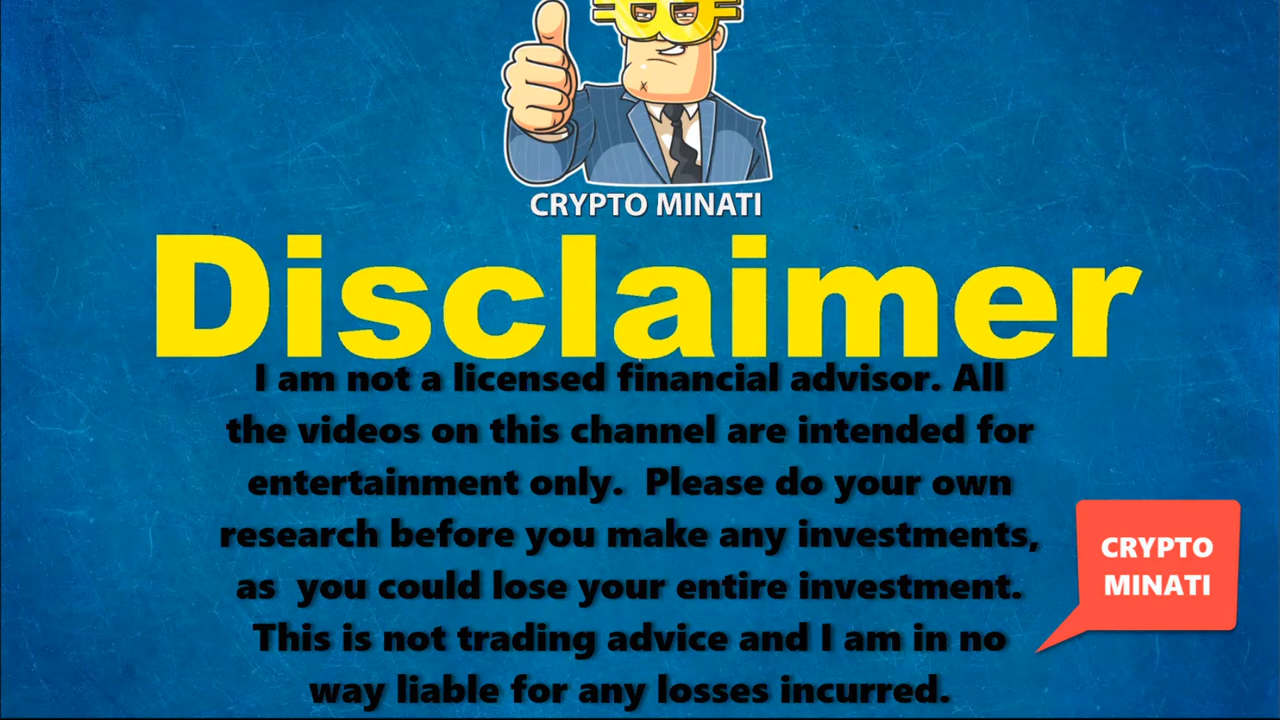 CRYPTO MINATI
Disclaimer
I am not a licensed financial advisor. All
the videos on this channel are intended for
entertainment only.  Please do your own
research before you make any investments,
as  you could lose your entire investment.
This is not trading advice and I am in no
way liable for any losses incurred.
CRYPTO
MINATI